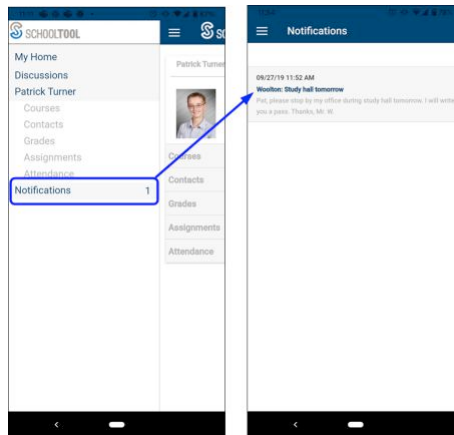 SCHOOLTOOL
My Home
Discussions
Patrick Turner
Courses
Contacts
Grades
Assignments
Attendance
Notifications 1
Patrick Turner
Courses
Contacts
Grades
Assignments
Attendance
Notifications
09/27/19 11:52 AM
Woolton: Study hall tomorrow
Pat, please stop by my office during study hall tomorrow. I will write
you a pass. Thanks, Mr. W.